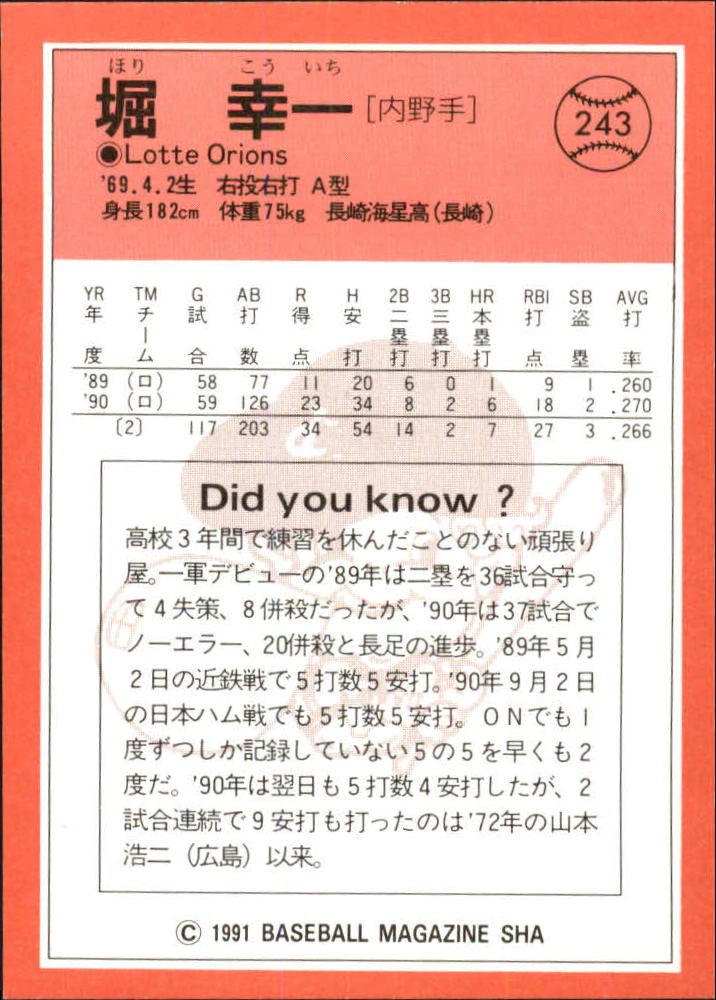 ほり こう いち
堀 幸一 [内野手]
243
●Lotte Orions
'69.4.2生 右投右打 A型
身長182cm 体重75kg 長崎海星高(長崎)
YR TM G AB R H 2B 3B HR RBI SB AVG
年度 チーム 試合 打数 得点 安打 二塁打 三塁打 本塁打 打点 盗塁 打率
'89 (ロ) 58 77 11 20 6 0 1 9 1 .260
'90 (ロ) 59 126 23 34 8 2 6 18 2 .270
〔2〕 117 203 34 54 14 2 7 27 3 .266
Did you know ?
高校3年間で練習を休んだことのない頑張り
屋。一軍デビューの'89年は二塁を36試合守っ
て4失策、8併殺だったが、'90年は37試合で
ノーエラー、20併殺と長足の進歩。'89年5月
2日の近鉄戦で5打数5安打。'90年9月2日
の日本ハム戦でも5打数5安打。ONでも1
度ずつしか記録していない5の5を早くも2
度だ。'90年は翌日も5打数4安打したが、2
試合連続で9安打も打ったのは'72年の山本
浩二（広島）以来。
© 1991 BASEBALL MAGAZINE SHA